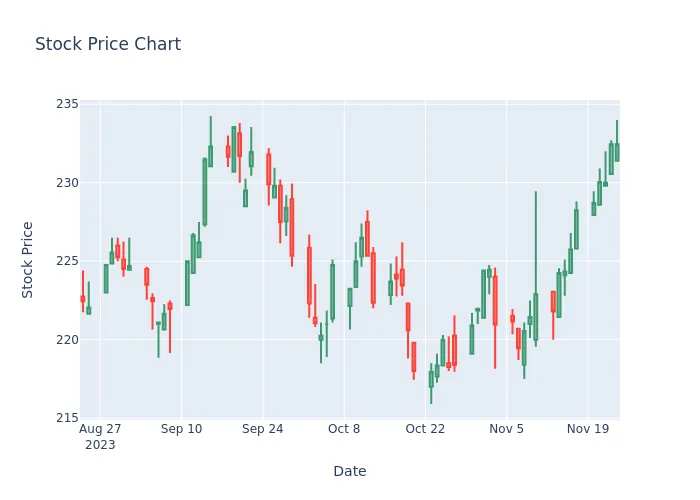 Stock Price Chart
235
230
225
220
215
Stock Price
Aug 27
2023
Sep 10
Sep 24
Oct 8
Oct 22
Nov 5
Nov 19
Date